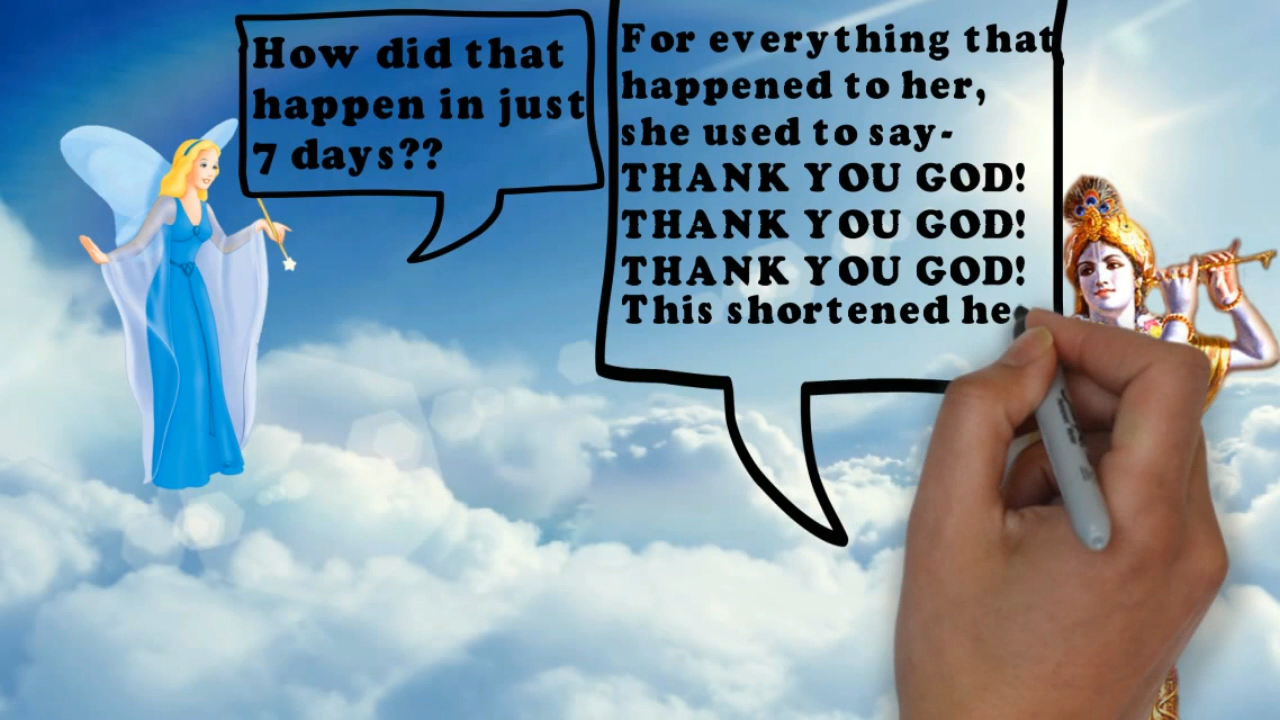 How did that
happen in just
7 days??
For everything that
happened to her,
she used to say-
THANK YOU GOD!
THANK YOU GOD!
THANK YOU GOD!
This shortened he